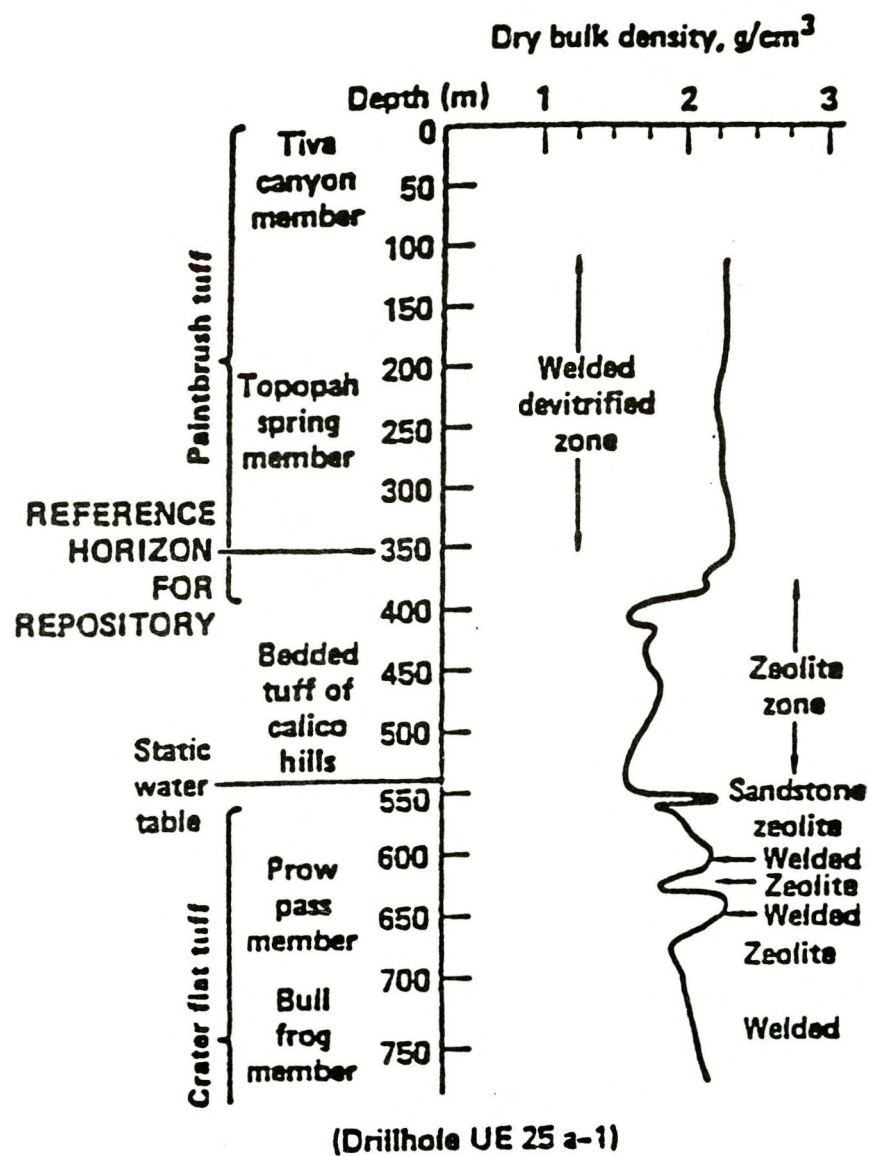 Dry bulk density, g/cm³
Depth (m) 1 2 3
0
50
100
150
200
250
300
350
400
450
500
550
600
650
700
750
Paintbrush tuff
Tiva
canyon
member
Topopah
spring
member
REFERENCE
HORIZON
FOR
REPOSITORY
Bedded
tuff of
calico
hills
Static
water
table
Crater flat tuff
Prow
pass
member
Bull
frog
member
Welded
devitrified
zone
Zeolite
zone
Sandstone
zeolite
Welded
Zeolite
Welded
Zeolite
Welded
(Drillhole UE 25 a-1)